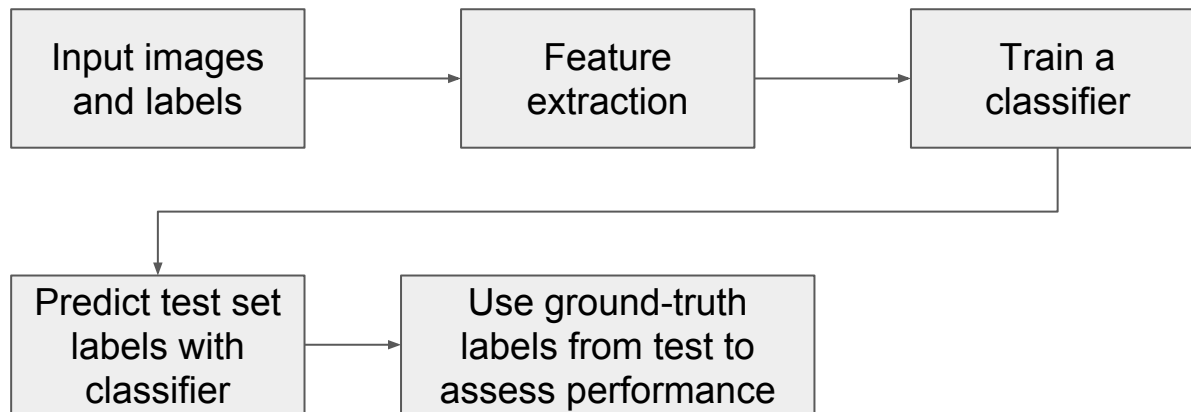 Input images
and labels
Feature
extraction
Train a
classifier
Predict test set
labels with
classifier
Use ground-truth
labels from test to
assess performance